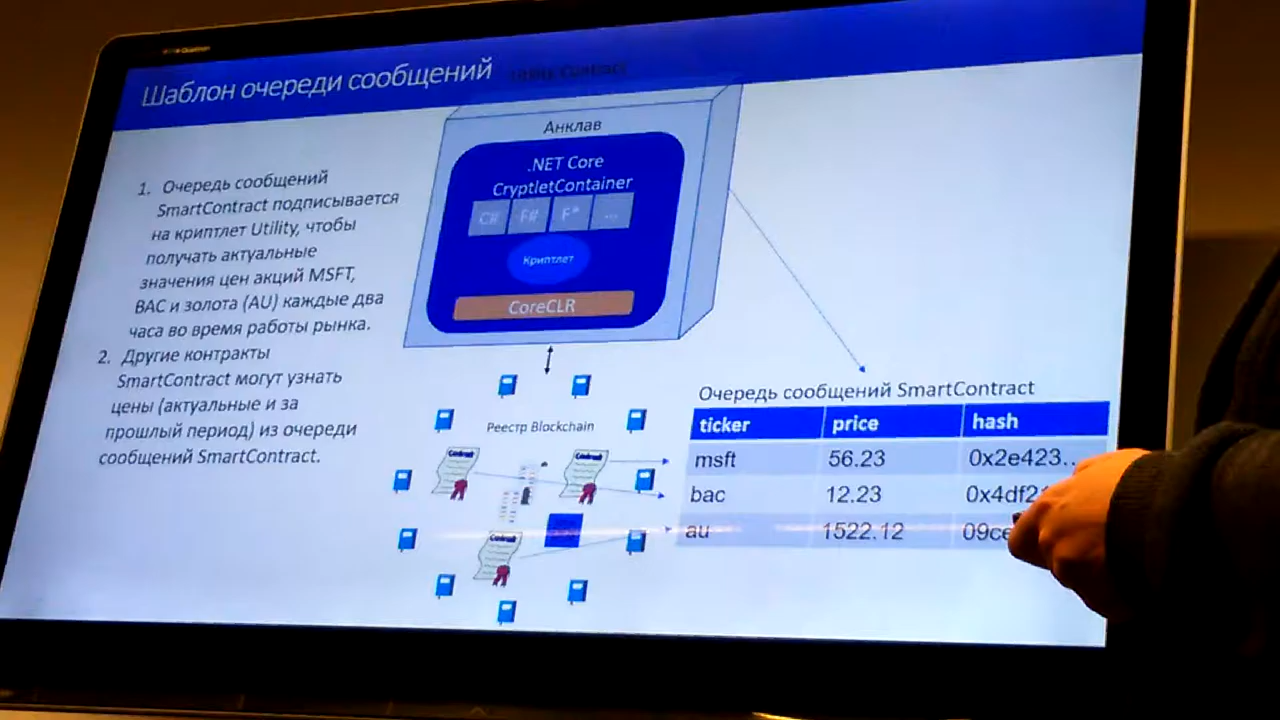 Шаблон очереди сообщений
1. Очередь сообщений
SmartContract подписывается
на криптлет Utility, чтобы
получать актуальные
значения цен акций MSFT,
BAC и золота (AU) каждые два
часа во время работы рынка.
2. Другие контракты
SmartContract могут узнать
цены (актуальные и за
прошлый период) из очереди
сообщений SmartContract.
Анклав
.NET Core
CryptletContainer
C# F# F* ...
Криптлет
CoreCLR
Реестр Blockchain
Contract
Contract
Contract
Очередь сообщений SmartContract
ticker price hash
msft 56.23 0x2e423..
bac 12.23 0x4df2
au 1522.12 09ce